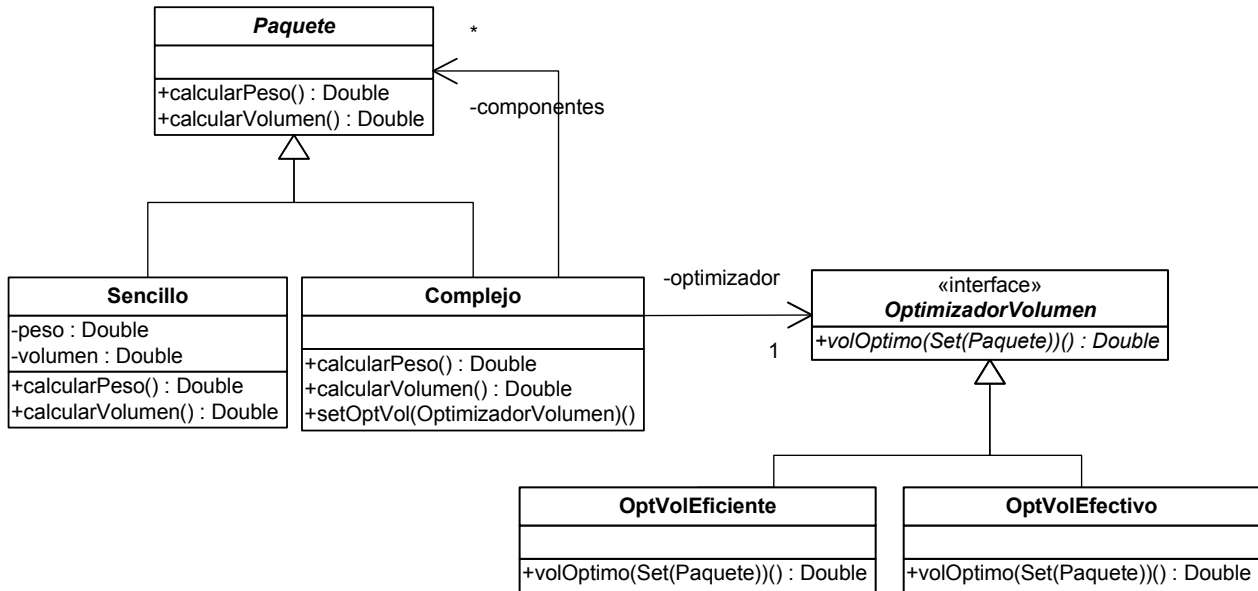 Paquete
*
+calcularPeso() : Double
+calcularVolumen() : Double
-componentes
Sencillo
-peso : Double
-volumen : Double
+calcularPeso() : Double
+calcularVolumen() : Double
Complejo
+calcularPeso() : Double
+calcularVolumen() : Double
+setOptVol(OptimizadorVolumen)()
-optimizador
1
«interface»
OptimizadorVolumen
+volOptimo(Set(Paquete))() : Double
OptVolEficiente
+volOptimo(Set(Paquete))() : Double
OptVolEfectivo
+volOptimo(Set(Paquete))() : Double